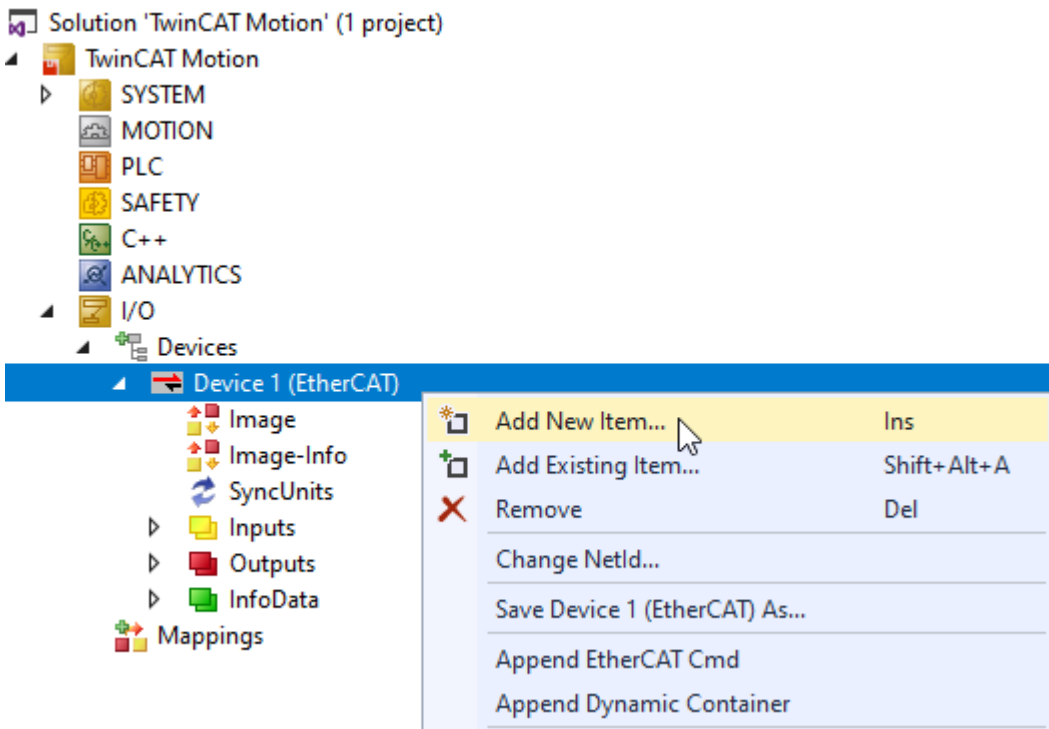 Solution 'TwinCAT Motion' (1 project)
TwinCAT Motion
SYSTEM
MOTION
PLC
SAFETY
C++
ANALYTICS
I/O
Devices
Device 1 (EtherCAT)
Image
Image-Info
SyncUnits
Inputs
Outputs
InfoData
Mappings
Add New Item... Ins
Add Existing Item... Shift+Alt+A
Remove Del
Change NetId...
Save Device 1 (EtherCAT) As...
Append EtherCAT Cmd
Append Dynamic Container